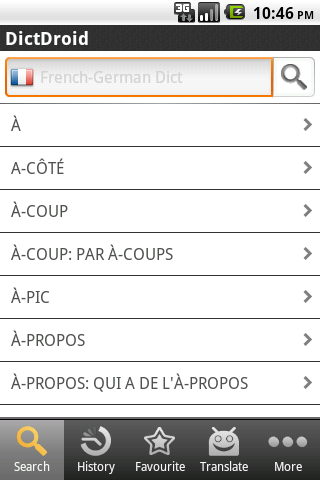 3G 10:46 PM
DictDroid
French-German Dict
À
A-CÔTÉ
À-COUP
À-COUP: PAR À-COUPS
À-PIC
À-PROPOS
À-PROPOS: QUI A DE L'À-PROPOS
Search History Favourite Translate More